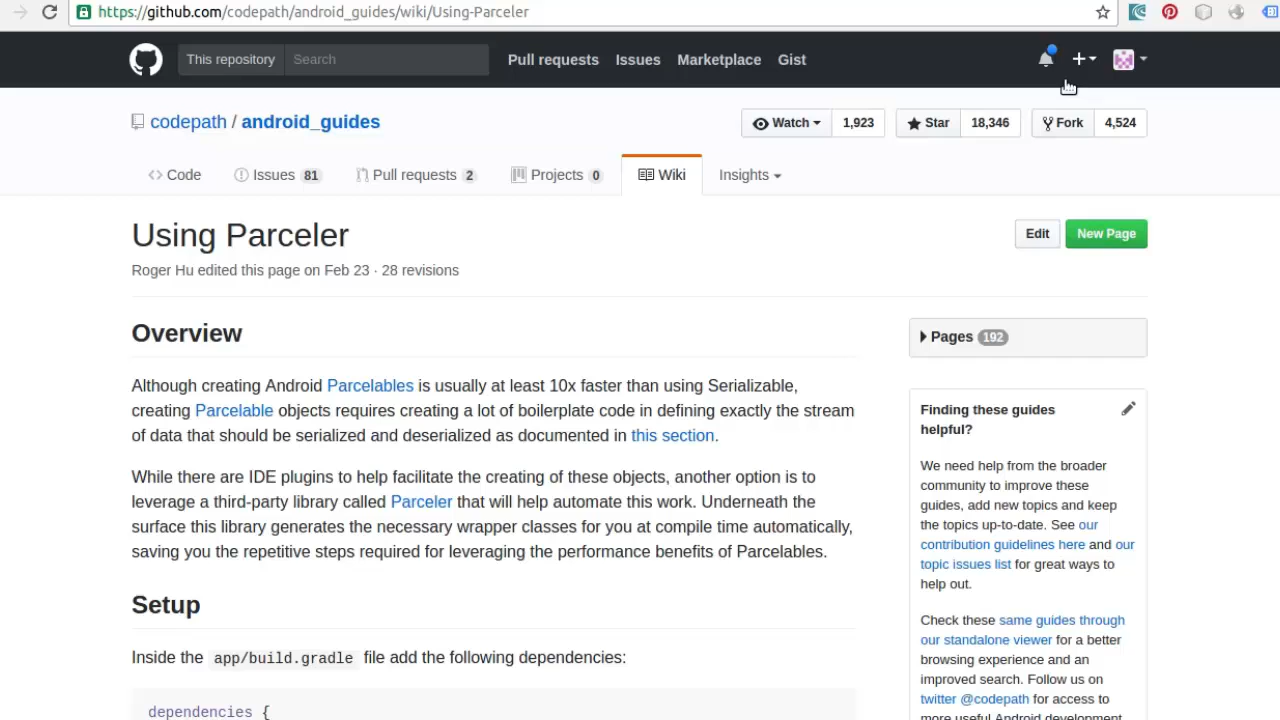 https://github.com/codepath/android_guides/wiki/Using-Parceler
This repository Search Pull requests Issues Marketplace Gist
codepath / android_guides
Watch 1,923 Star 18,346 Fork 4,524
Code Issues 81 Pull requests 2 Projects 0 Wiki Insights
Using Parceler
Edit New Page
Roger Hu edited this page on Feb 23 · 28 revisions
Overview
Although creating Android Parcelables is usually at least 10x faster than using Serializable,
creating Parcelable objects requires creating a lot of boilerplate code in defining exactly the stream
of data that should be serialized and deserialized as documented in this section.
While there are IDE plugins to help facilitate the creating of these objects, another option is to
leverage a third-party library called Parceler that will help automate this work. Underneath the
surface this library generates the necessary wrapper classes for you at compile time automatically,
saving you the repetitive steps required for leveraging the performance benefits of Parcelables.
Setup
Inside the app/build.gradle file add the following dependencies:
dependencies {
Pages 192
Finding these guides
helpful?
We need help from the broader
community to improve these
guides, add new topics and keep
the topics up-to-date. See our
contribution guidelines here and our
topic issues list for great ways to
help out.
Check these same guides through
our standalone viewer for a better
browsing experience and an
improved search. Follow us on
twitter @codepath for access to
more useful Android development